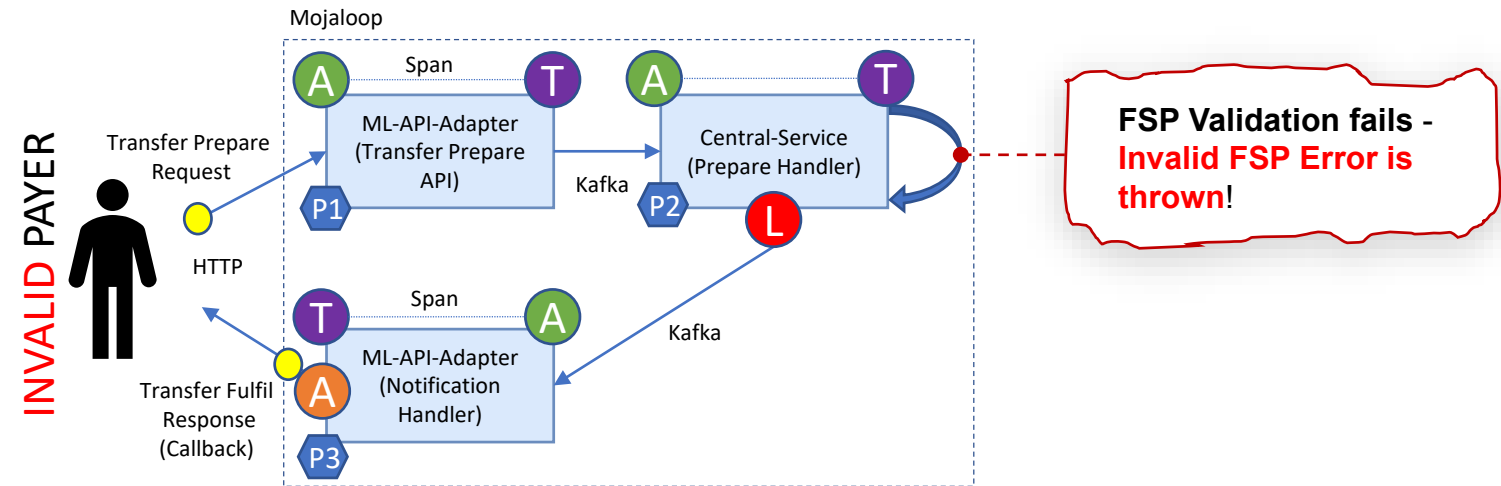 Mojaloop
INVALID PAYER
Transfer Prepare
Request
HTTP
Transfer Fulfil
Response
(Callback)
A
Span
T
ML-API-Adapter
(Transfer Prepare
API)
P1
Kafka
A
T
Central-Service
(Prepare Handler)
P2
L
Kafka
T
Span
A
ML-API-Adapter
(Notification
Handler)
A
P3
FSP Validation fails -
Invalid FSP Error is
thrown!